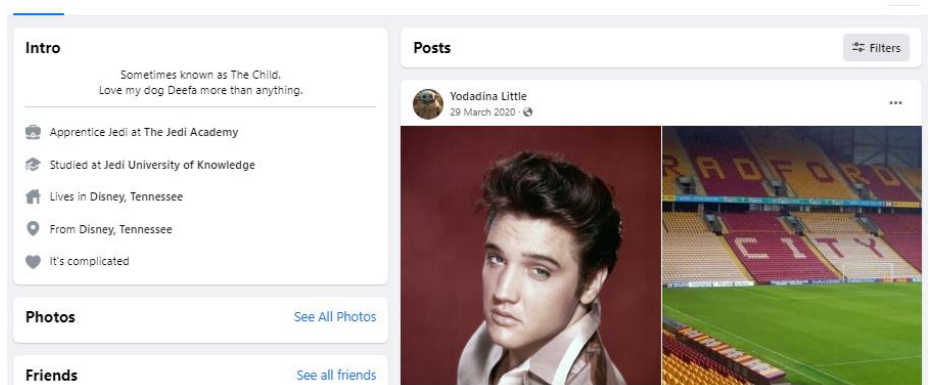 Intro
Sometimes known as The Child.
Love my dog Deefa more than anything.
Apprentice Jedi at The Jedi Academy
Studied at Jedi University of Knowledge
Lives in Disney, Tennessee
From Disney, Tennessee
It's complicated
Photos
See All Photos
Friends
See all friends
Posts
Filters
Yodadina Little
29 March 2020 ·
RADFORD
CITY